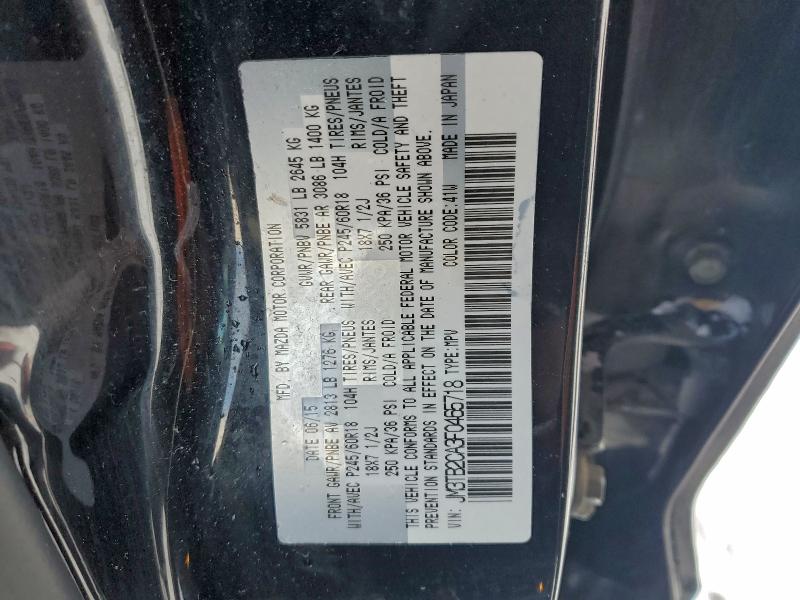 MFD. BY MAZDA MOTOR CORPORATION
DATE 06/15 GVWR/PNBV 5831 LB 2645 KG
FRONT GAWR/PNBE AV 2813 LB 1276 KG REAR GAWR/PNBE AR 3086 LB 1400 KG
WITH/AVEC P245/60R18 104H TIRES/PNEUS WITH/AVEC P245/60R18 104H TIRES/PNEUS
18X7 1/2J RIMS/JANTES 18X7 1/2J RIMS/JANTES
250 KPA/36 PSI COLD/A FROID 250 KPA/36 PSI COLD/A FROID
THIS VEHICLE CONFORMS TO ALL APPLICABLE FEDERAL MOTOR VEHICLE SAFETY AND THEFT
PREVENTION STANDARDS IN EFFECT ON THE DATE OF MANUFACTURE SHOWN ABOVE.
VIN: JM3TB2CA3F0465718 TYPE:MPV COLOR CODE:41W MADE IN JAPAN